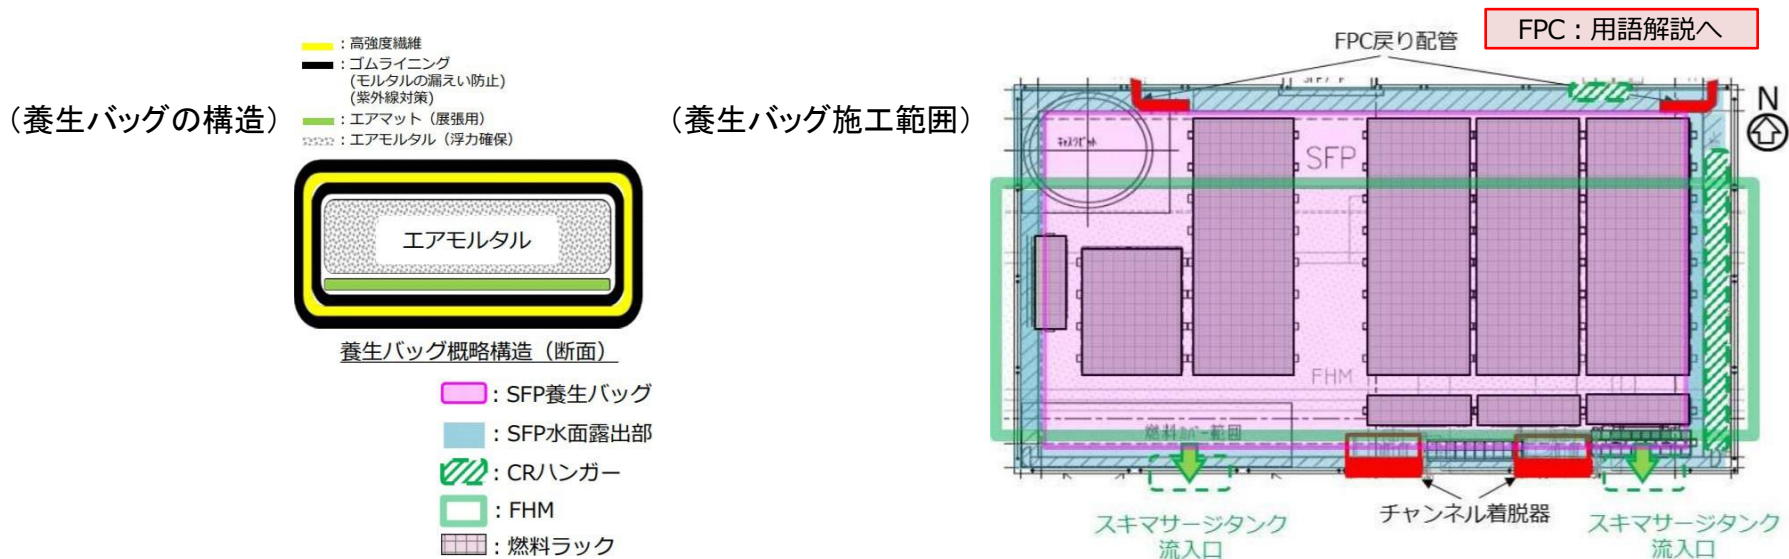 FPC：用語解説へ
FPC戻り配管
：高強度繊維
：ゴムライニング
(モルタルの漏えい防止)
(紫外線対策)
：エアマット（展張用）
：エアモルタル（浮力確保）
（養生バッグの構造）
（養生バッグ施工範囲）
エアモルタル
養生バッグ概略構造（断面）
：SFP養生バッグ
：SFP水面露出部
：CRハンガー
：FHM
：燃料ラック
N
キャスクピット
SFP
FHM
燃料カバー範囲
スキマサージタンク
流入口
チャンネル着脱器
スキマサージタンク
流入口